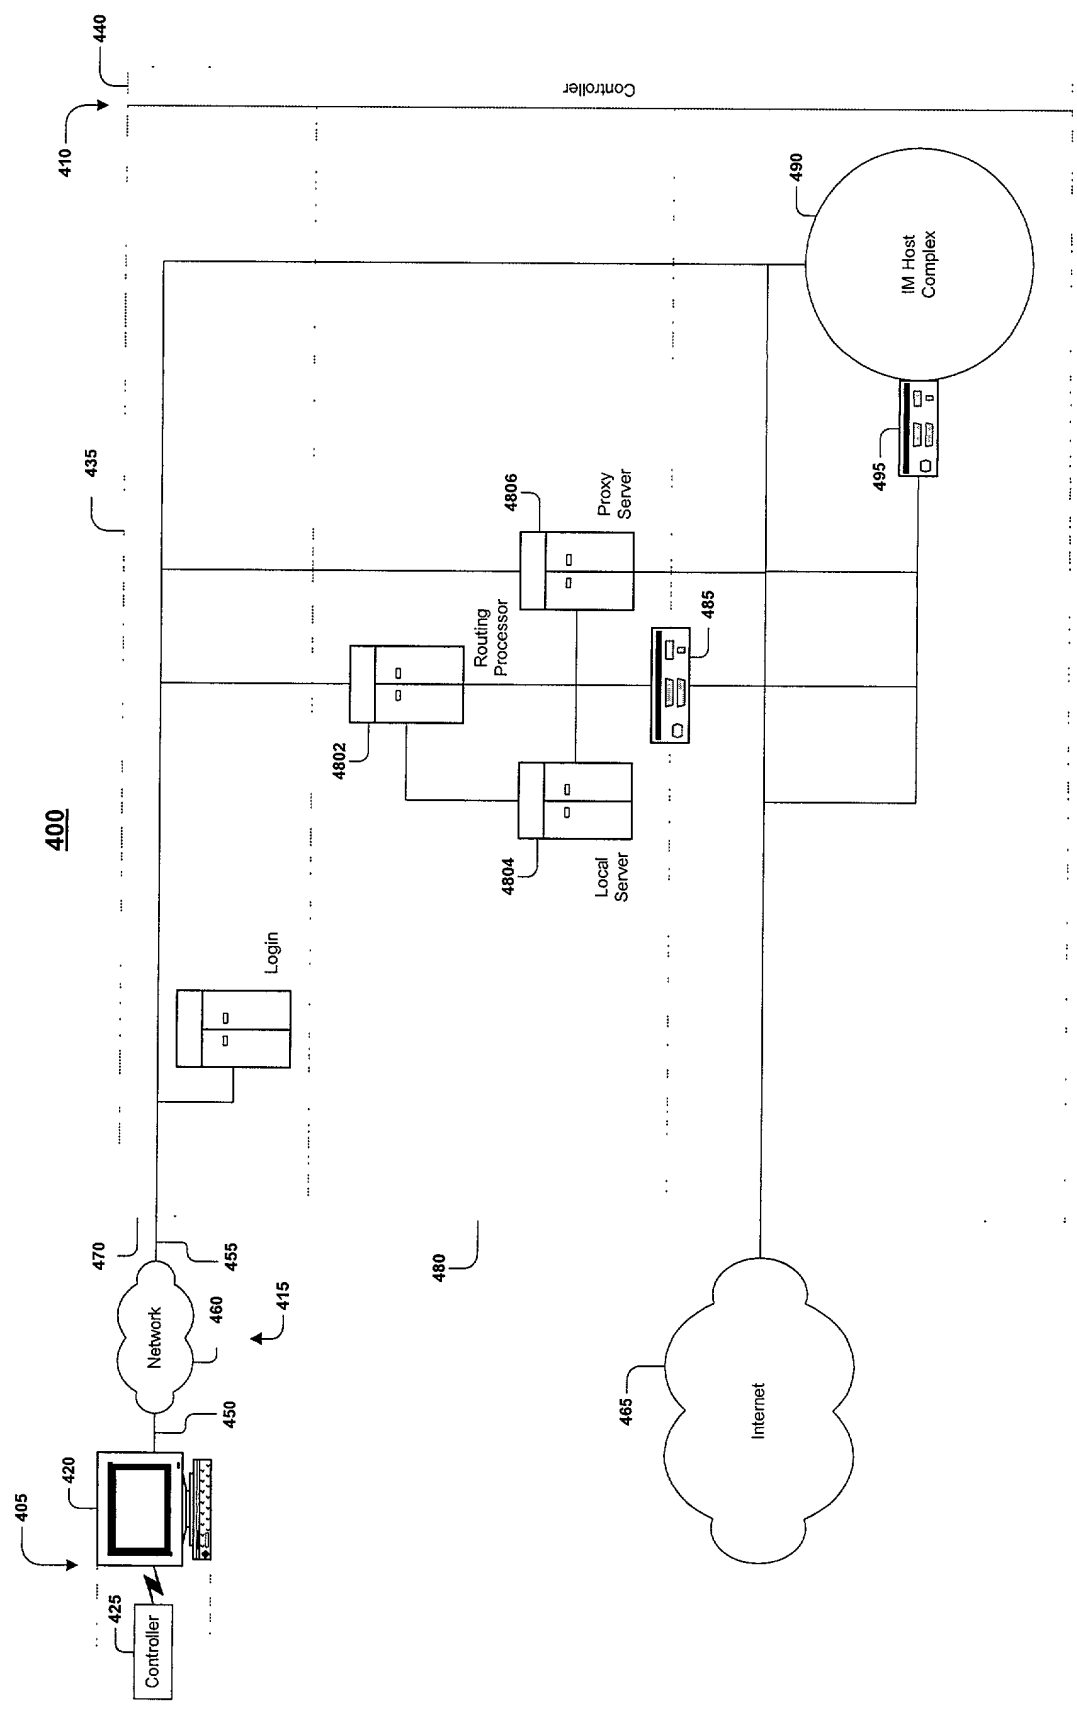 400
405
420
425
Controller
450
Network
460
415
455
470
435
410
440
Controller
Login
480
4802
Routing
Processor
4804
Local
Server
4806
Proxy
Server
485
465
Internet
495
490
IM Host
Complex